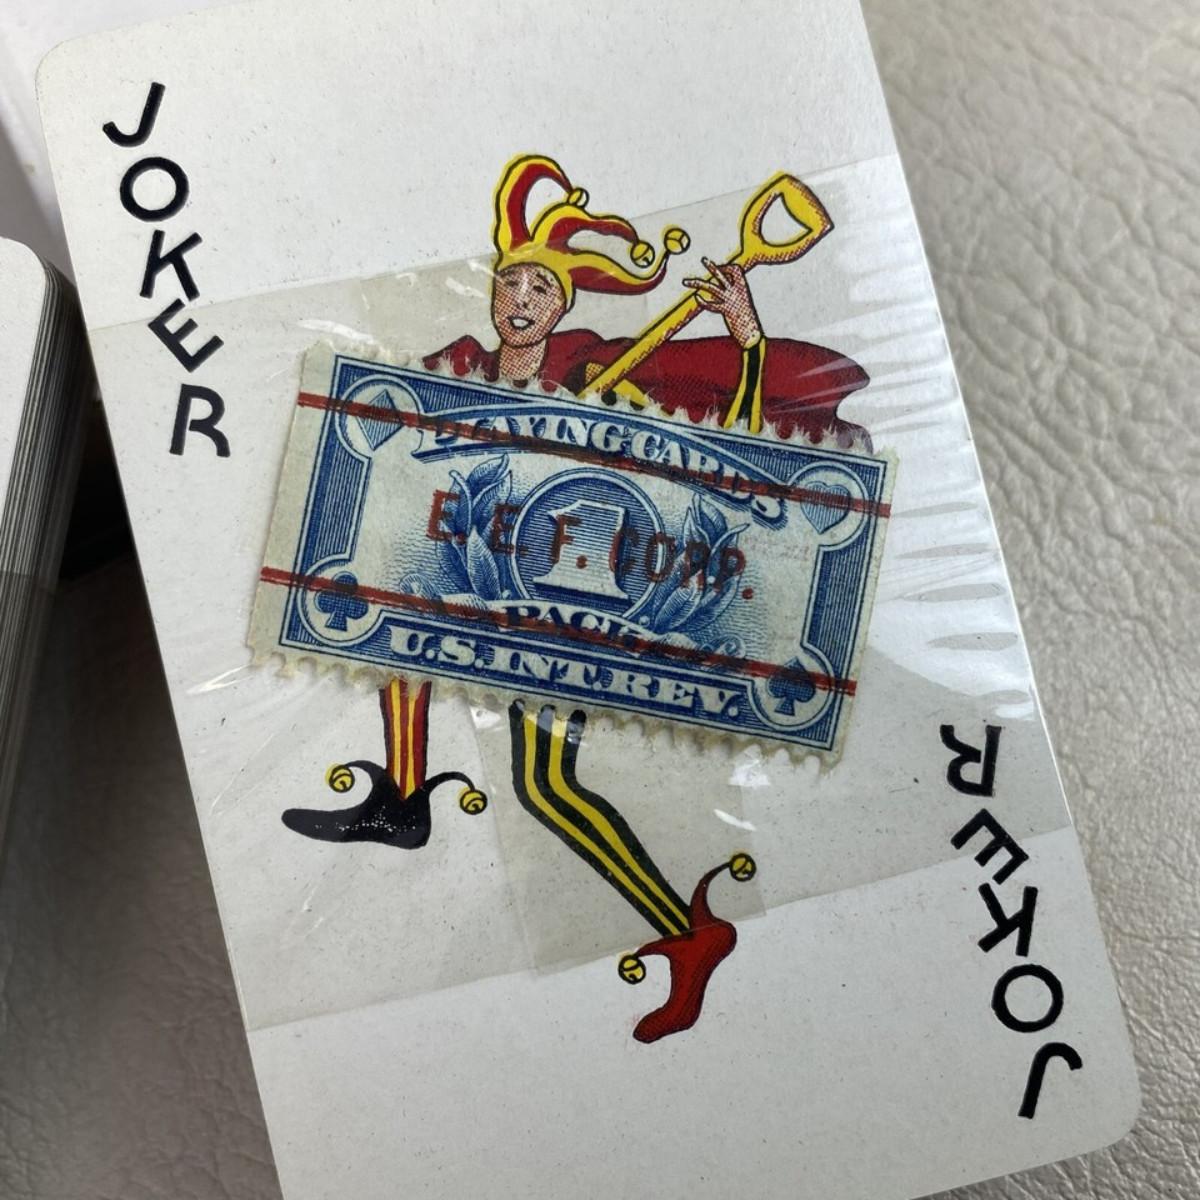 JOKER
PLAYING CARDS
E. E. F. CORP.
1
PACK
U.S. INT. REV.
JOKER